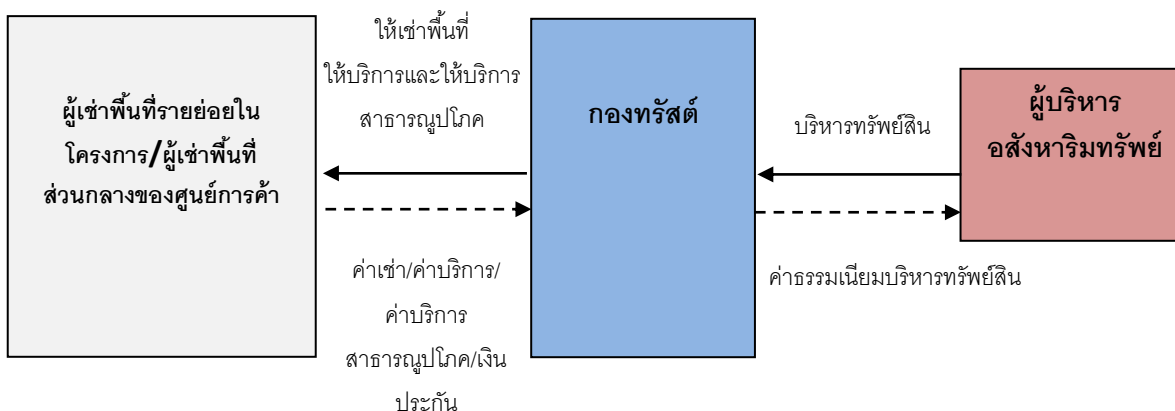 ให้เช่าพื้นที่
ให้บริการและให้บริการ
สาธารณูปโภค
ผู้เช่าพื้นที่รายย่อยใน
โครงการ/ผู้เช่าพื้นที่
ส่วนกลางของศูนย์การค้า
กองทรัสต์
บริหารทรัพย์สิน
ผู้บริหาร
อสังหาริมทรัพย์
ค่าเช่า/ค่าบริการ/
ค่าบริการ
สาธารณูปโภค/เงิน
ประกัน
ค่าธรรมเนียมบริหารทรัพย์สิน